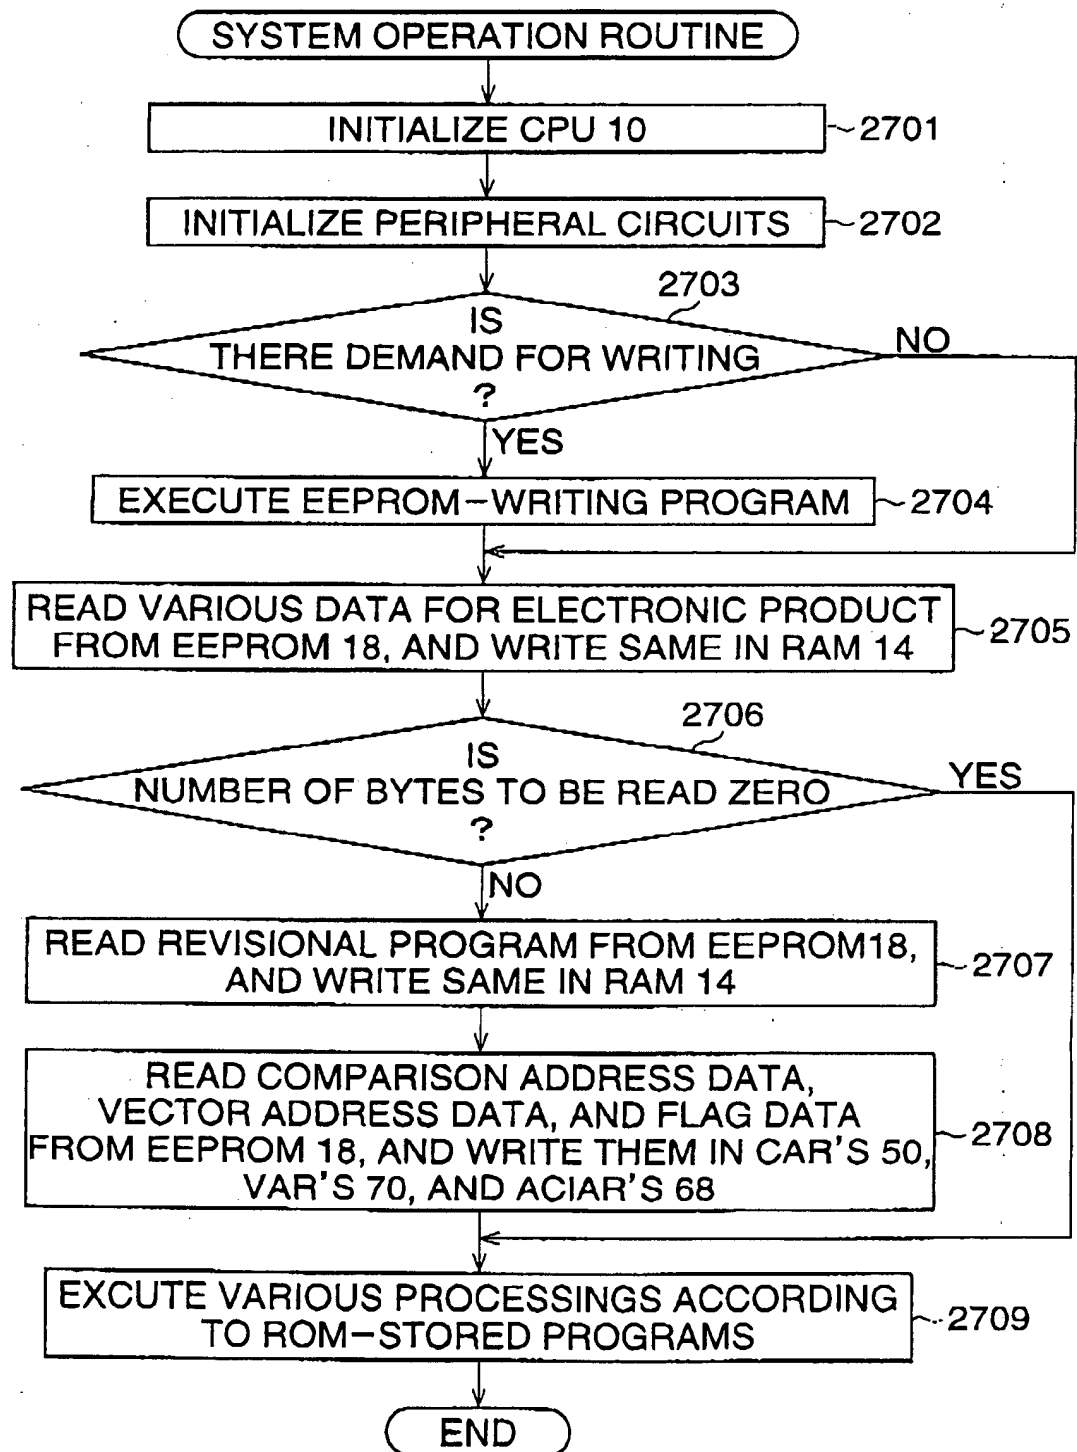 SYSTEM OPERATION ROUTINE
INITIALIZE CPU 10
2701
INITIALIZE PERIPHERAL CIRCUITS
2702
2703
IS
THERE DEMAND FOR WRITING
?
NO
YES
EXECUTE EEPROM-WRITING PROGRAM
2704
READ VARIOUS DATA FOR ELECTRONIC PRODUCT
FROM EEPROM 18, AND WRITE SAME IN RAM 14
2705
2706
IS
NUMBER OF BYTES TO BE READ ZERO
?
YES
NO
READ REVISIONAL PROGRAM FROM EEPROM18,
AND WRITE SAME IN RAM 14
2707
READ COMPARISON ADDRESS DATA,
VECTOR ADDRESS DATA, AND FLAG DATA
FROM EEPROM 18, AND WRITE THEM IN CAR'S 50,
VAR'S 70, AND ACIAR'S 68
2708
EXCUTE VARIOUS PROCESSINGS ACCORDING
TO ROM-STORED PROGRAMS
2709
END